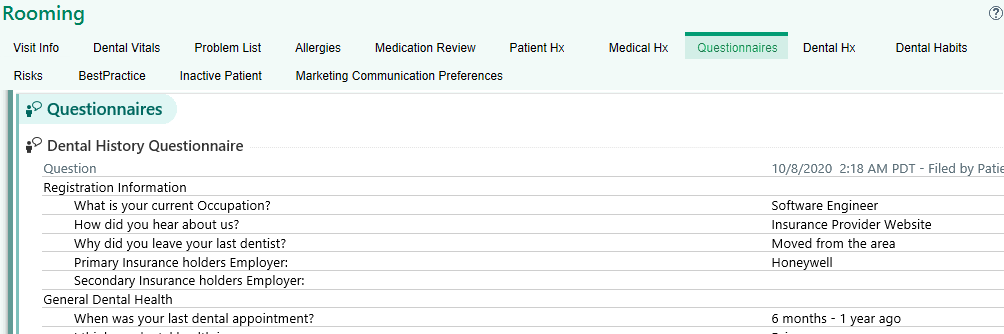 Rooming
Visit Info Dental Vitals Problem List Allergies Medication Review Patient Hx Medical Hx Questionnaires Dental Hx Dental Habits
Risks BestPractice Inactive Patient Marketing Communication Preferences
Questionnaires
Dental History Questionnaire
Question 10/8/2020 2:18 AM PDT - Filed by Patie
Registration Information
What is your current Occupation? Software Engineer
How did you hear about us? Insurance Provider Website
Why did you leave your last dentist? Moved from the area
Primary Insurance holders Employer: Honeywell
Secondary Insurance holders Employer:
General Dental Health
When was your last dental appointment? 6 months - 1 year ago